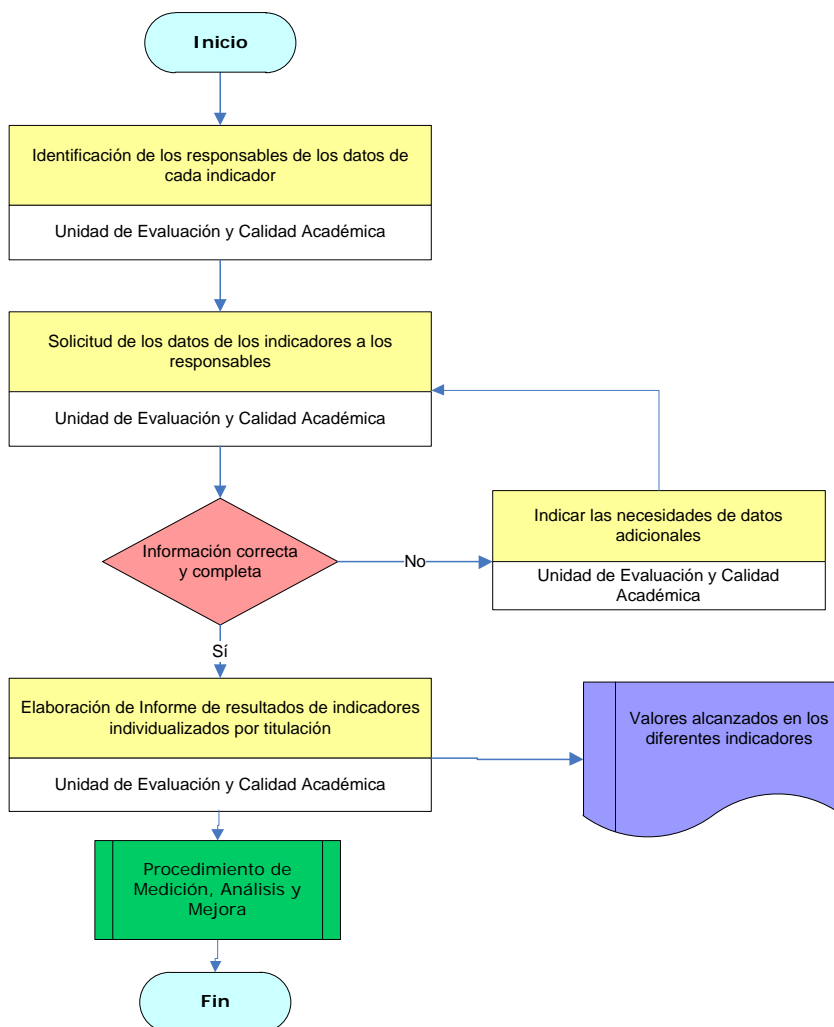 Inicio
Identificación de los responsables de los datos de
cada indicador
Unidad de Evaluación y Calidad Académica
Solicitud de los datos de los indicadores a los
responsables
Unidad de Evaluación y Calidad Académica
Información correcta
y completa
No
Indicar las necesidades de datos
adicionales
Unidad de Evaluación y Calidad
Académica
Sí
Elaboración de Informe de resultados de indicadores
individualizados por titulación
Unidad de Evaluación y Calidad Académica
Valores alcanzados en los
diferentes indicadores
Procedimiento de
Medición, Análisis y
Mejora
Fin